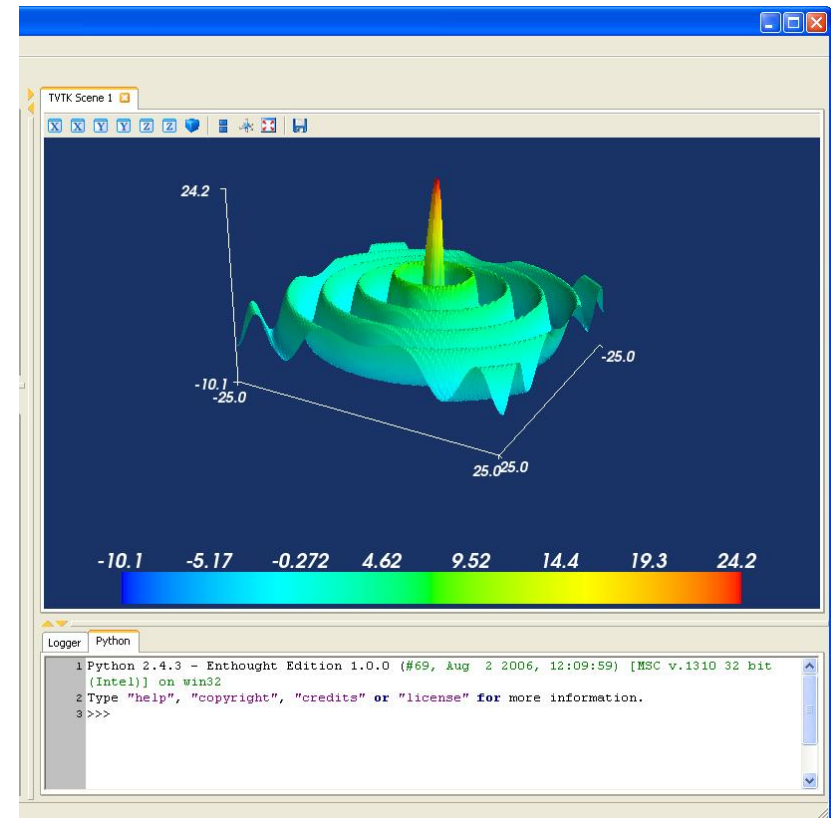 TVTK Scene 1
X X Y Y Z Z
24.2
-10.1
-25.0
-25.0
25.0 25.0
-10.1 -5.17 -0.272 4.62 9.52 14.4 19.3 24.2
Logger Python
1 Python 2.4.3 - Enthought Edition 1.0.0 (#69, Aug  2 2006, 12:09:59) [MSC v.1310 32 bit
(Intel)] on win32
2 Type "help", "copyright", "credits" or "license" for more information.
3 >>>